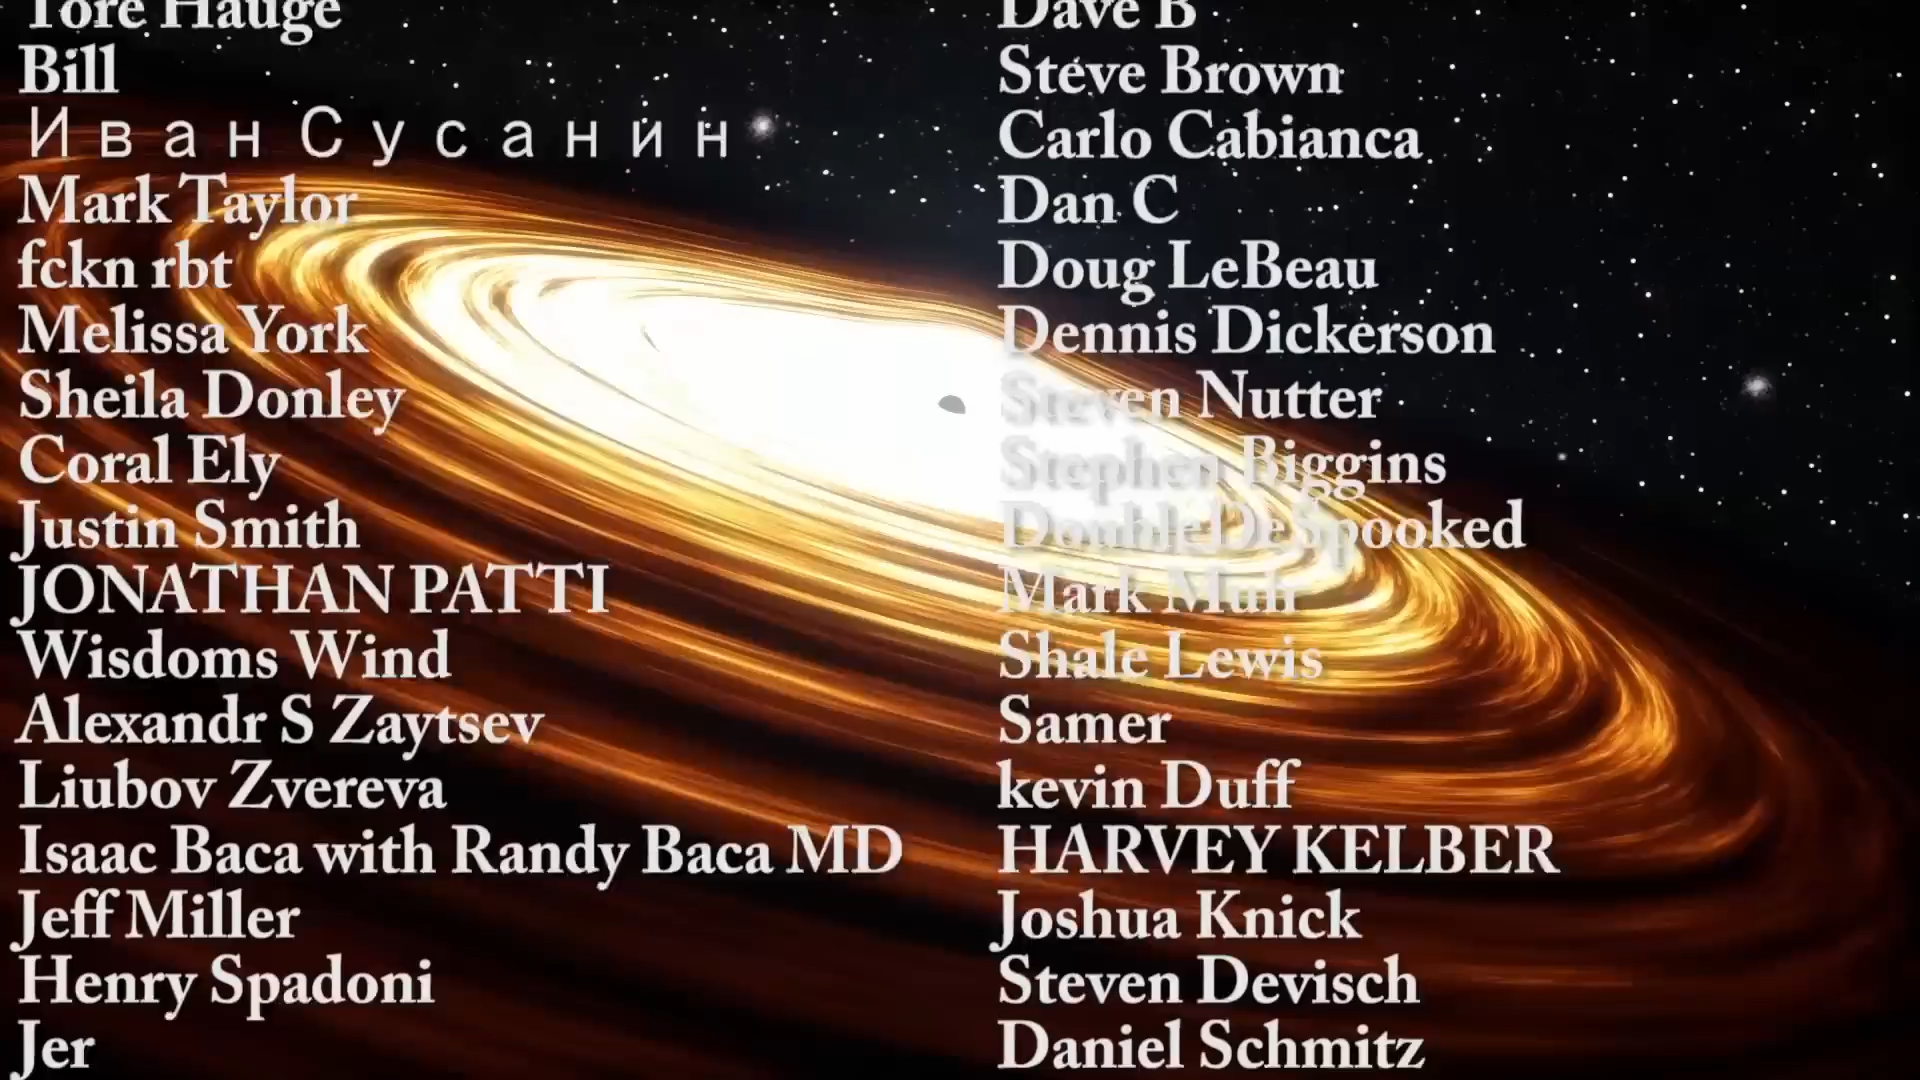 Tore Hauge
Bill
Иван Сусанин
Mark Taylor
fckn rbt
Melissa York
Sheila Donley
Coral Ely
Justin Smith
JONATHAN PATTI
Wisdoms Wind
Alexandr S Zaytsev
Liubov Zvereva
Isaac Baca with Randy Baca MD
Jeff Miller
Henry Spadoni
Jer
Dave B
Steve Brown
Carlo Cabianca
Dan C
Doug LeBeau
Dennis Dickerson
Steven Nutter
Stephen Biggins
DoubleDeSpooked
Mark Muir
Shale Lewis
Samer
kevin Duff
HARVEY KELBER
Joshua Knick
Steven Devisch
Daniel Schmitz